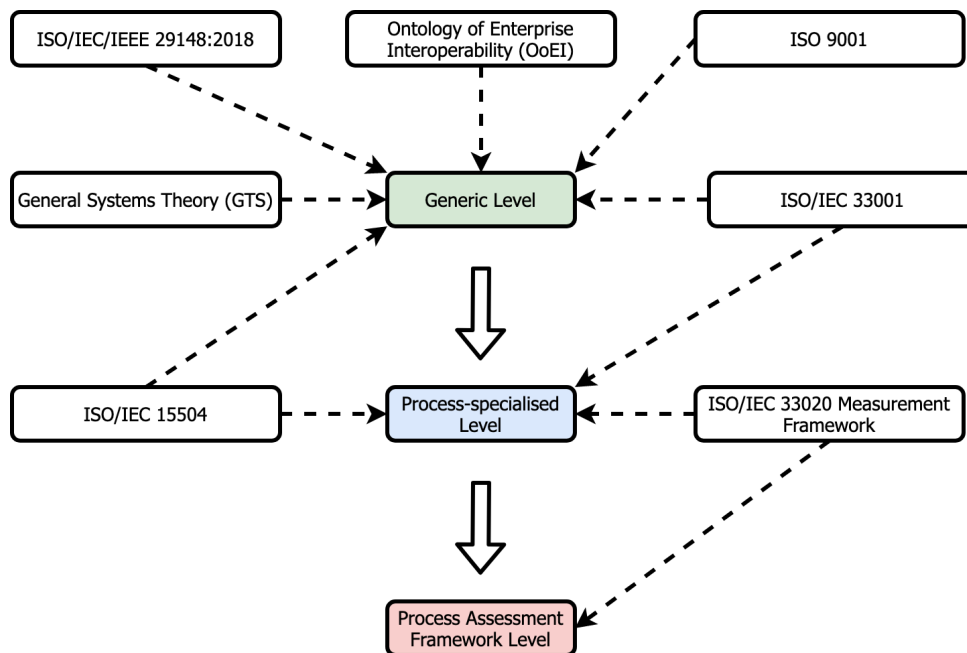 ISO/IEC/IEEE 29148:2018
Ontology of Enterprise
Interoperability (OoEI)
ISO 9001
General Systems Theory (GTS)
Generic Level
ISO/IEC 33001
ISO/IEC 15504
Process-specialised
Level
ISO/IEC 33020 Measurement
Framework
Process Assessment
Framework Level